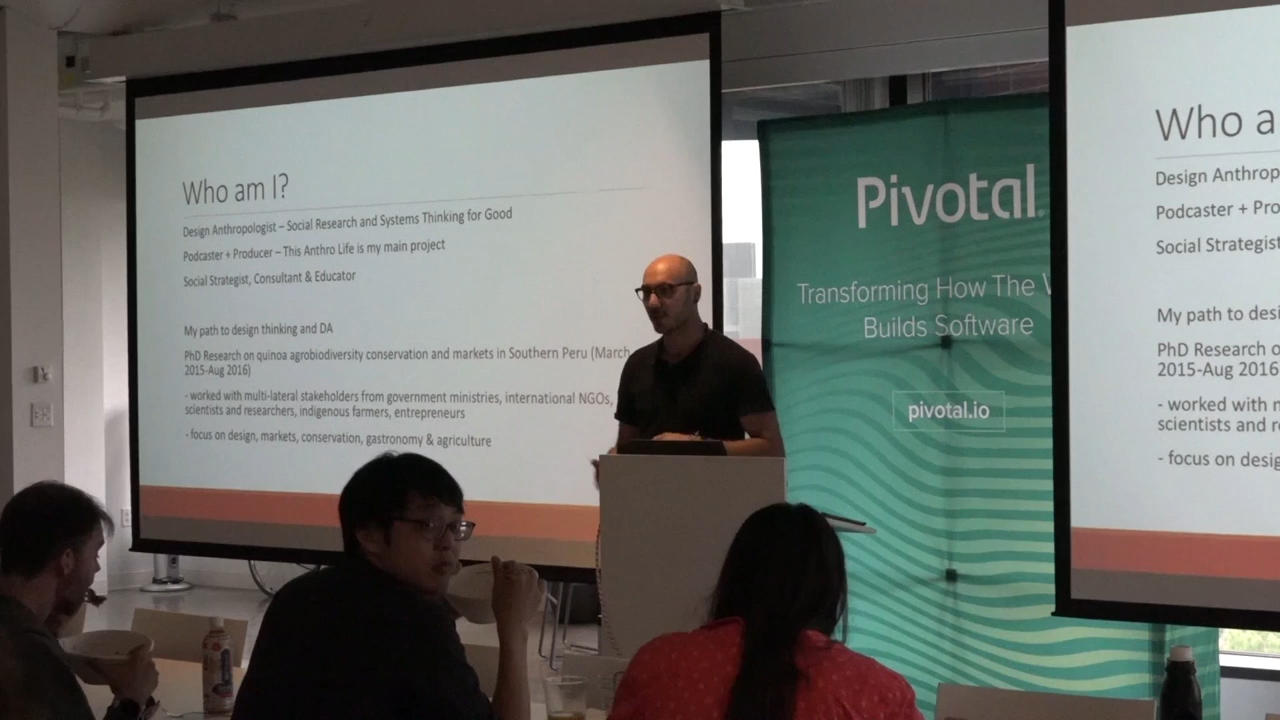 Who am I?
Design Anthropologist – Social Research and Systems Thinking for Good
Podcaster + Producer – This Anthro Life is my main project
Social Strategist, Consultant & Educator
My path to design thinking and DA
PhD Research on quinoa agrobiodiversity conservation and markets in Southern Peru (March
2015-Aug 2016)
- worked with multi-lateral stakeholders from government ministries, international NGOs,
scientists and researchers, indigenous farmers, entrepreneurs
- focus on design, markets, conservation, gastronomy & agriculture
Pivotal
Transforming How The
Builds Software
pivotal.io
Who a
Design Anthrop
Podcaster + Pro
Social Strategist
My path to desi
PhD Research o
2015-Aug 2016
- worked with
scientists and r
- focus on desig